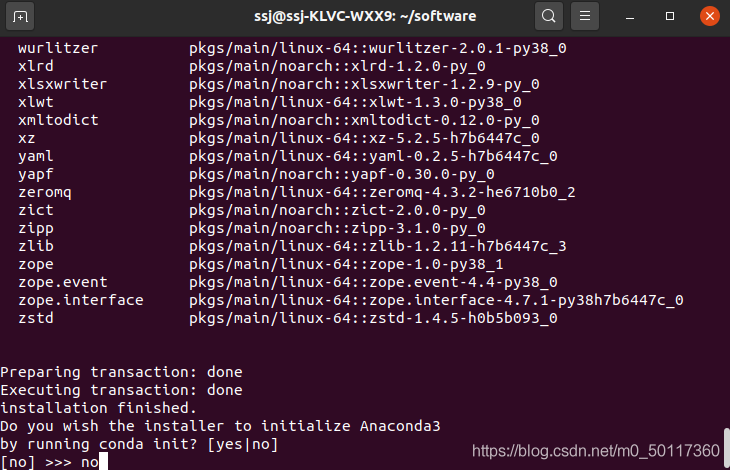 ssj@ssj-KLVC-WXX9: ~/software
wurlitzer pkgs/main/linux-64::wurlitzer-2.0.1-py38_0
xlrd pkgs/main/noarch::xlrd-1.2.0-py_0
xlsxwriter pkgs/main/noarch::xlsxwriter-1.2.9-py_0
xlwt pkgs/main/linux-64::xlwt-1.3.0-py38_0
xmltodict pkgs/main/noarch::xmltodict-0.12.0-py_0
xz pkgs/main/linux-64::xz-5.2.5-h7b6447c_0
yaml pkgs/main/linux-64::yaml-0.2.5-h7b6447c_0
yapf pkgs/main/noarch::yapf-0.30.0-py_0
zeromq pkgs/main/linux-64::zeromq-4.3.2-he6710b0_2
zict pkgs/main/noarch::zict-2.0.0-py_0
zipp pkgs/main/noarch::zipp-3.1.0-py_0
zlib pkgs/main/linux-64::zlib-1.2.11-h7b6447c_3
zope pkgs/main/linux-64::zope-1.0-py38_1
zope.event pkgs/main/linux-64::zope.event-4.4-py38_0
zope.interface pkgs/main/linux-64::zope.interface-4.7.1-py38h7b6447c_0
zstd pkgs/main/linux-64::zstd-1.4.5-h0b5b093_0
Preparing transaction: done
Executing transaction: done
installation finished.
Do you wish the installer to initialize Anaconda3
by running conda init? [yes|no]
[no] >>> no
https://blog.csdn.net/m0_50117360